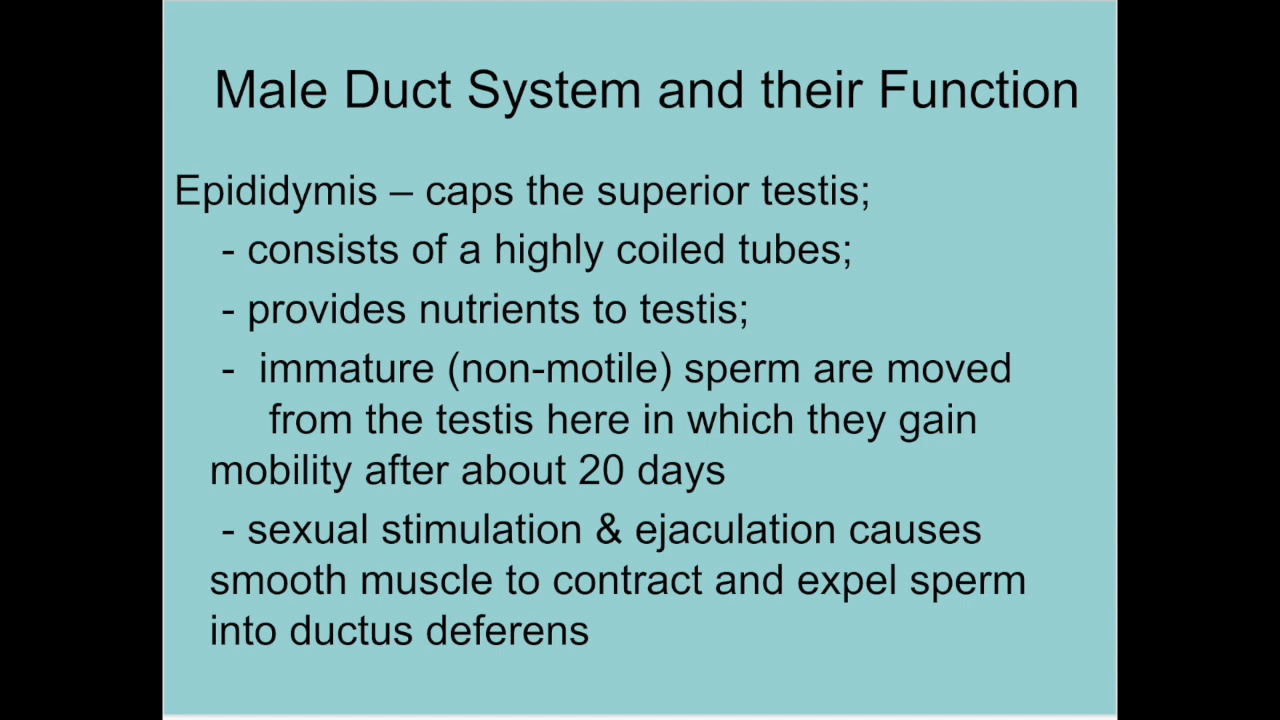 Male Duct System and their Function
Epididymis – caps the superior testis;
- consists of a highly coiled tubes;
- provides nutrients to testis;
- immature (non-motile) sperm are moved
from the testis here in which they gain
mobility after about 20 days
- sexual stimulation & ejaculation causes
smooth muscle to contract and expel sperm
into ductus deferens